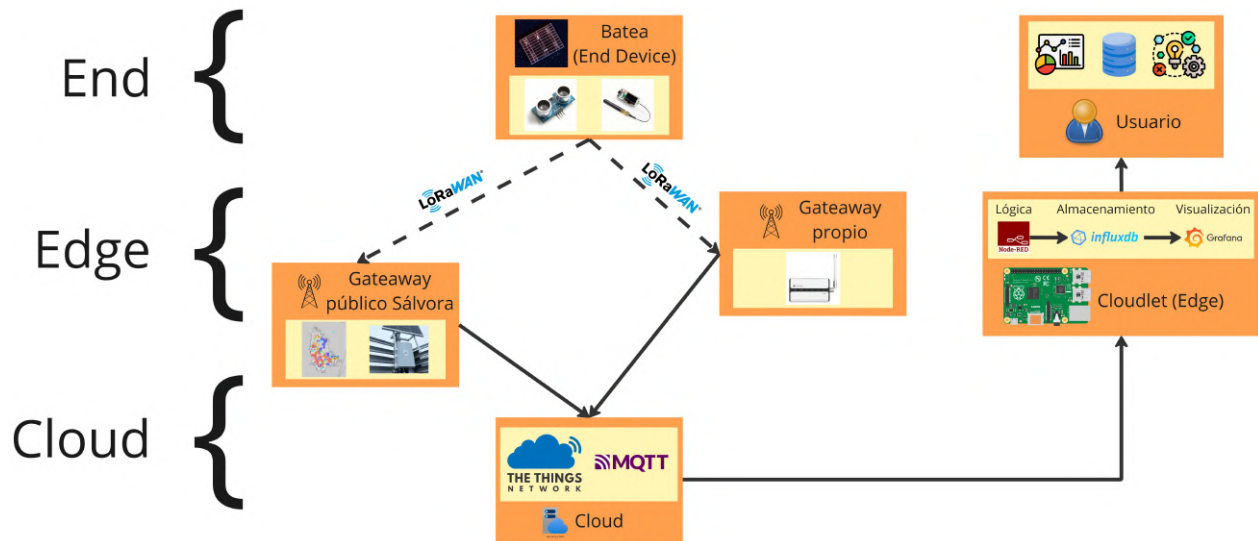 End
Batea
(End Device)
Usuario
LoRaWAN
LoRaWAN
Edge
Gateaway
público Sálvora
Gateaway
propio
Lógica
Almacenamiento
Visualización
Node-RED
influxdb
Grafana
Cloudlet (Edge)
Cloud
THE THINGS
NETWORK
MQTT
Cloud